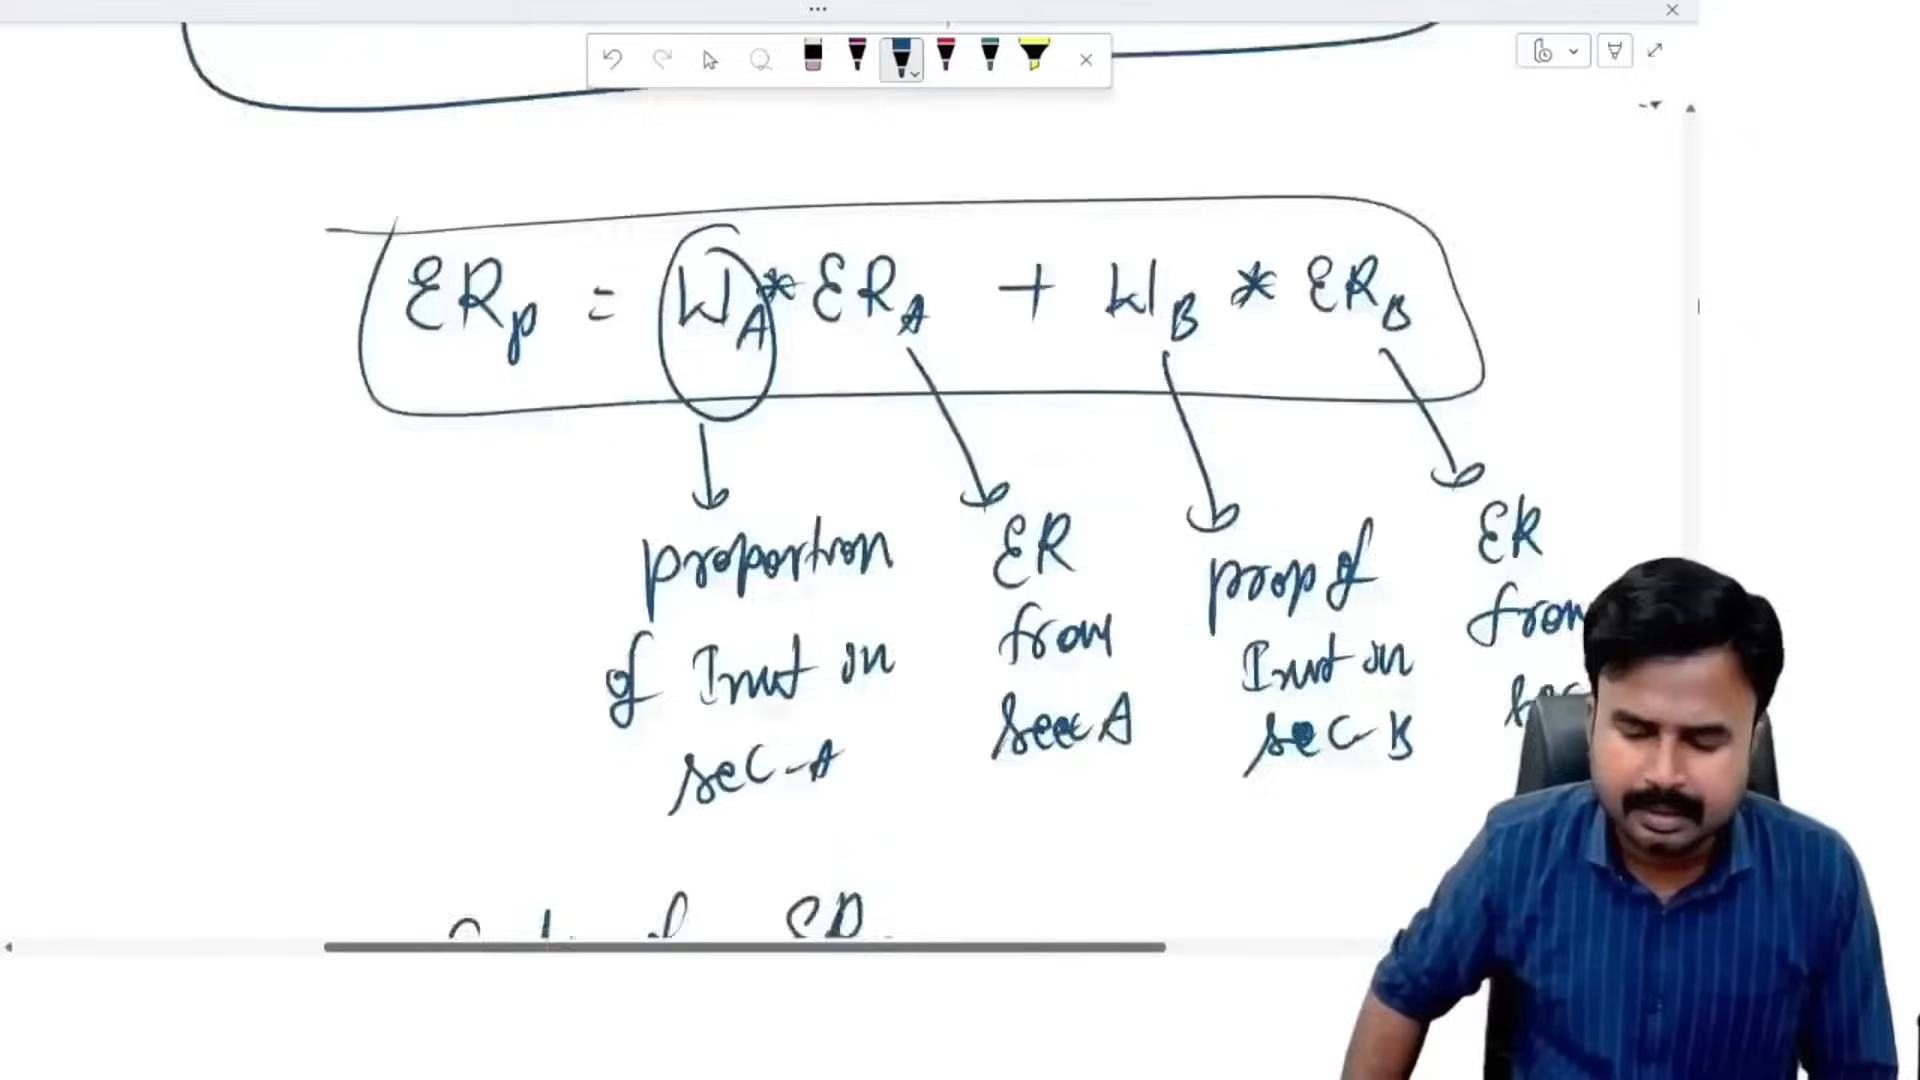 ERp = WA * ERA + WB * ERB
proportion of Invt in sec-A
ER from sec A
prop of Invt in sec-B
ER from